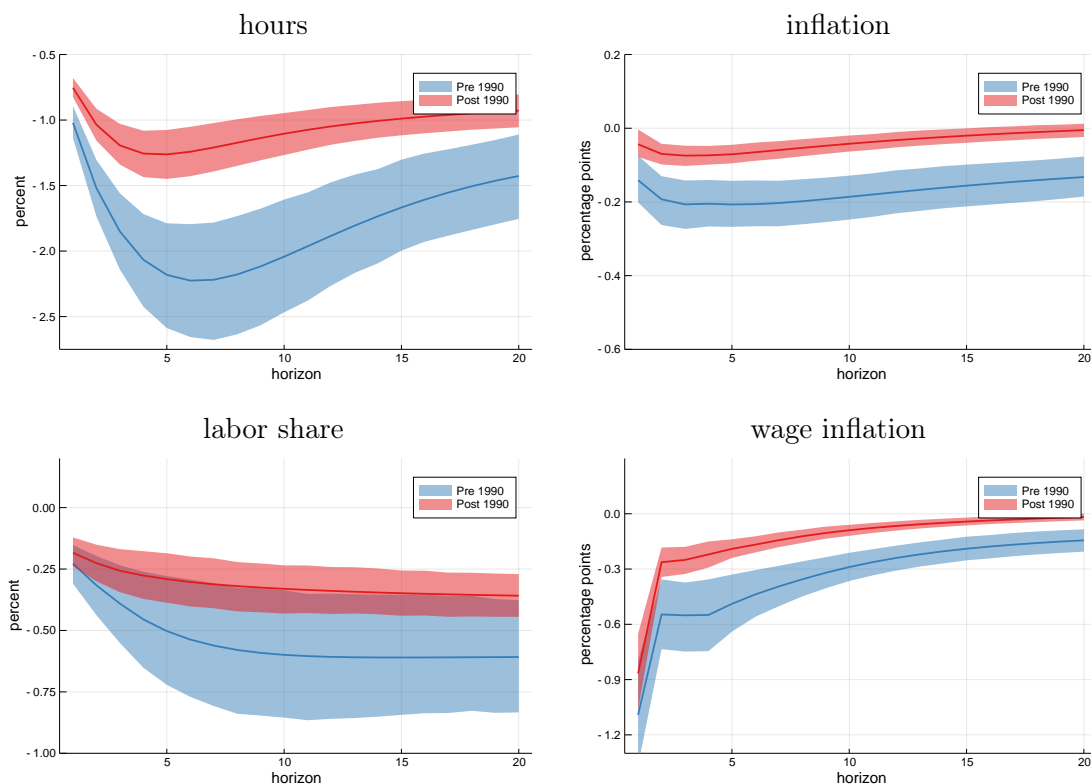 hours
percent
- 0.5
- 1.0
- 1.5
- 2.0
- 2.5
Pre 1990
Post 1990
5
10
15
20
horizon
inflation
percentage points
0.2
0.0
- 0.2
- 0.4
- 0.6
Pre 1990
Post 1990
5
10
15
20
horizon
labor share
percent
0.00
- 0.25
- 0.50
- 0.75
- 1.00
Pre 1990
Post 1990
5
10
15
20
horizon
wage inflation
percentage points
0.0
- 0.3
- 0.6
- 0.9
- 1.2
Pre 1990
Post 1990
5
10
15
20
horizon